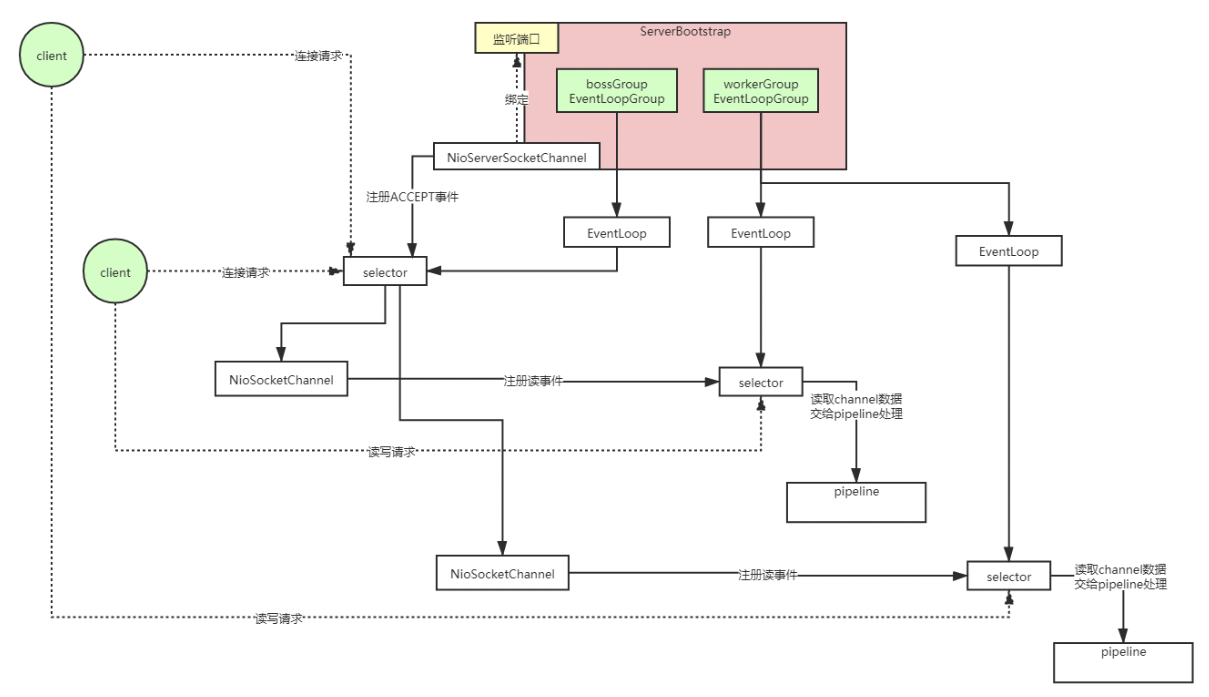 client
连接请求
监听端口
ServerBootstrap
bossGroup
EventLoopGroup
workerGroup
EventLoopGroup
绑定
NioServerSocketChannel
注册ACCEPT事件
EventLoop
EventLoop
EventLoop
client
连接请求
selector
NioSocketChannel
注册读事件
selector
读取channel数据
交给pipeline处理
读写请求
pipeline
NioSocketChannel
注册读事件
selector
读取channel数据
交给pipeline处理
读写请求
pipeline